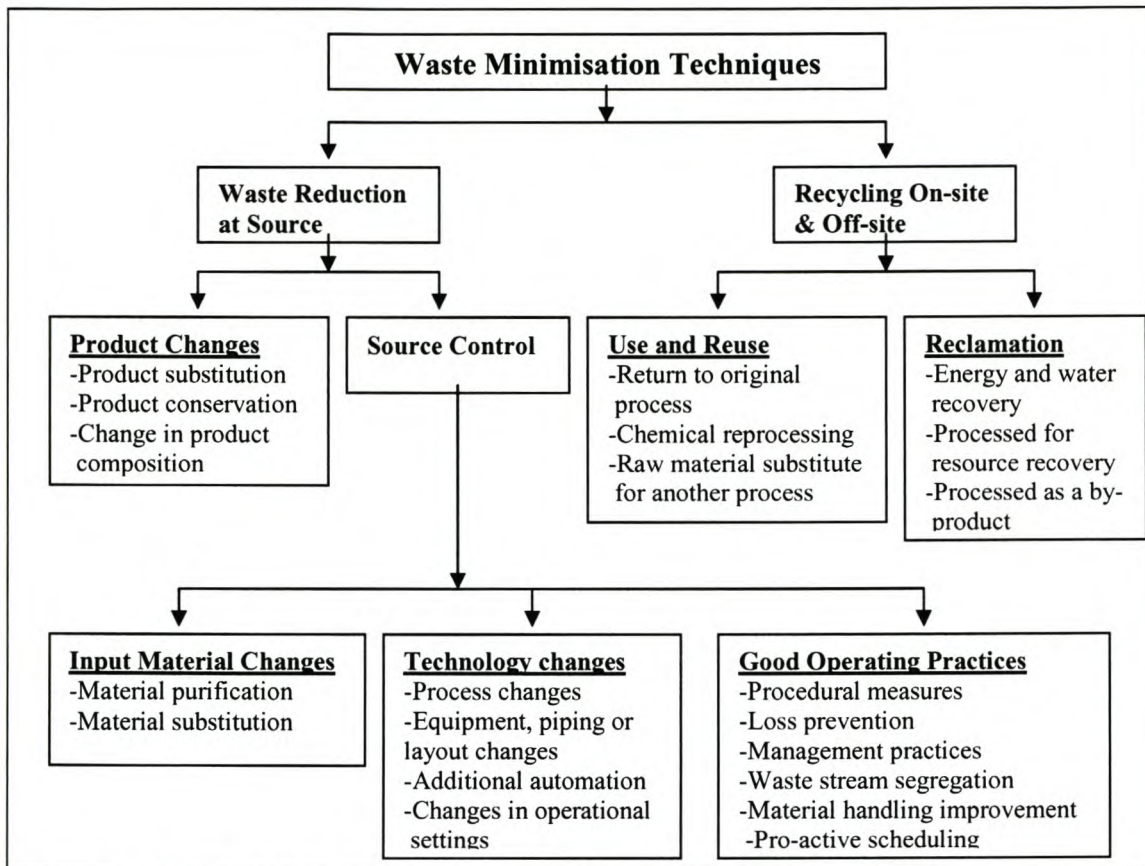 Waste Minimisation Techniques
Waste Reduction
at Source
Recycling On-site
& Off-site
Product Changes
-Product substitution
-Product conservation
-Change in product
composition
Source Control
Use and Reuse
-Return to original
process
-Chemical reprocessing
-Raw material substitute
for another process
Reclamation
-Energy and water
recovery
-Processed for
resource recovery
-Processed as a by-
product
Input Material Changes
-Material purification
-Material substitution
Technology changes
-Process changes
-Equipment, piping or
layout changes
-Additional automation
-Changes in operational
settings
Good Operating Practices
-Procedural measures
-Loss prevention
-Management practices
-Waste stream segregation
-Material handling improvement
-Pro-active scheduling